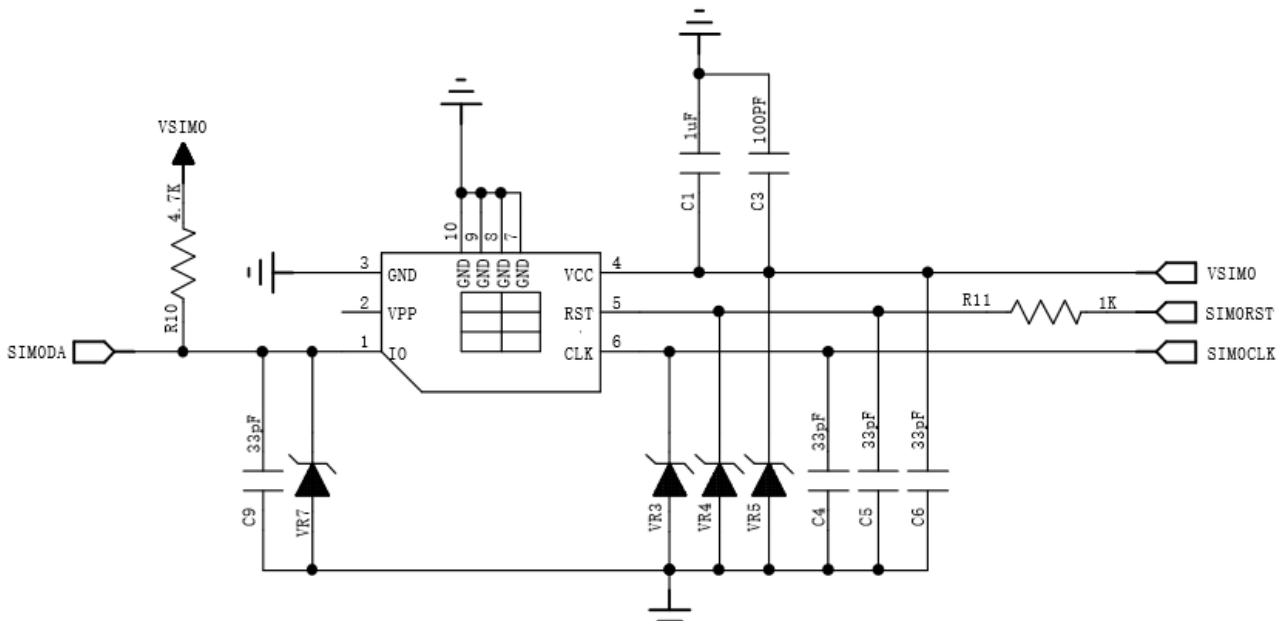 VSIMO
4.7K
R10
SIMODA
33pF
C9
VR7
10
9
8
7
GND
GND
GND
GND
3
GND
2
VPP
1
IO
VCC
4
RST
5
CLK
6
1uF
C1
100PF
C3
R11
1K
VSIMO
SIMORST
SIMOCLK
VR3
VR4
VR5
33pF
C4
33pF
C5
33pF
C6